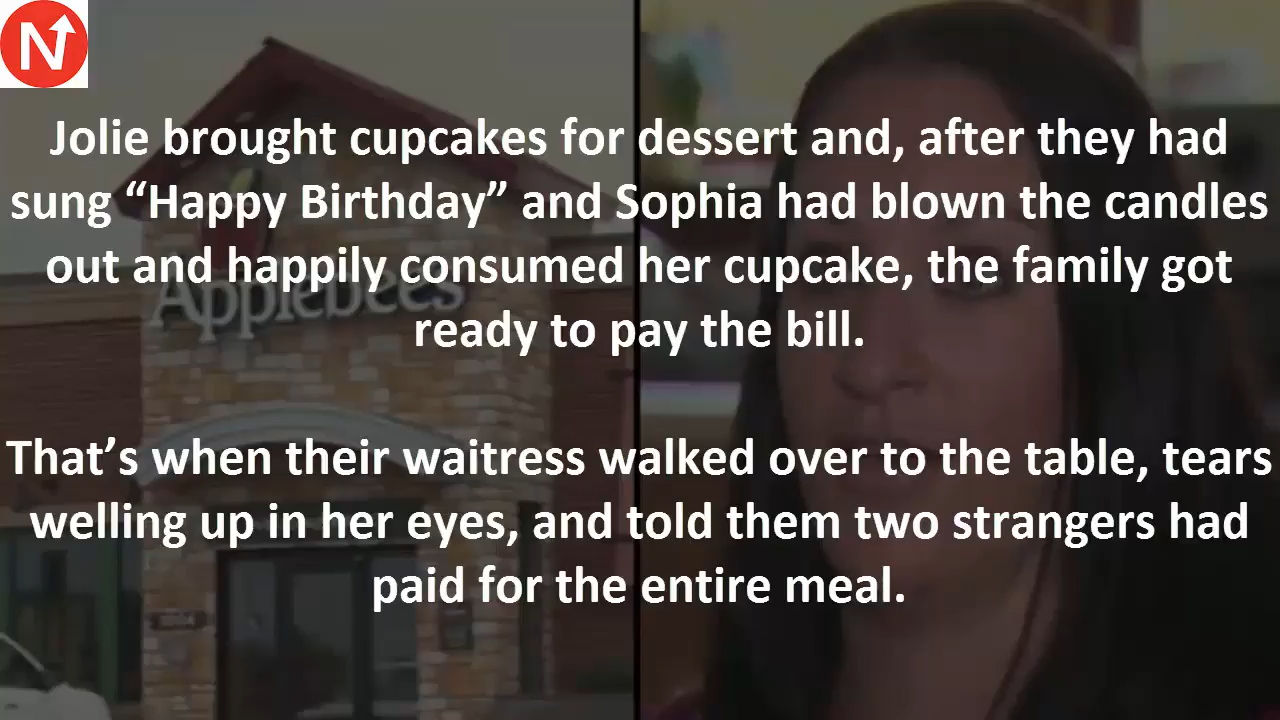 N
Jolie brought cupcakes for dessert and, after they had
sung “Happy Birthday” and Sophia had blown the candles
out and happily consumed her cupcake, the family got
ready to pay the bill.
Applebees
That’s when their waitress walked over to the table, tears
welling up in her eyes, and told them two strangers had
paid for the entire meal.